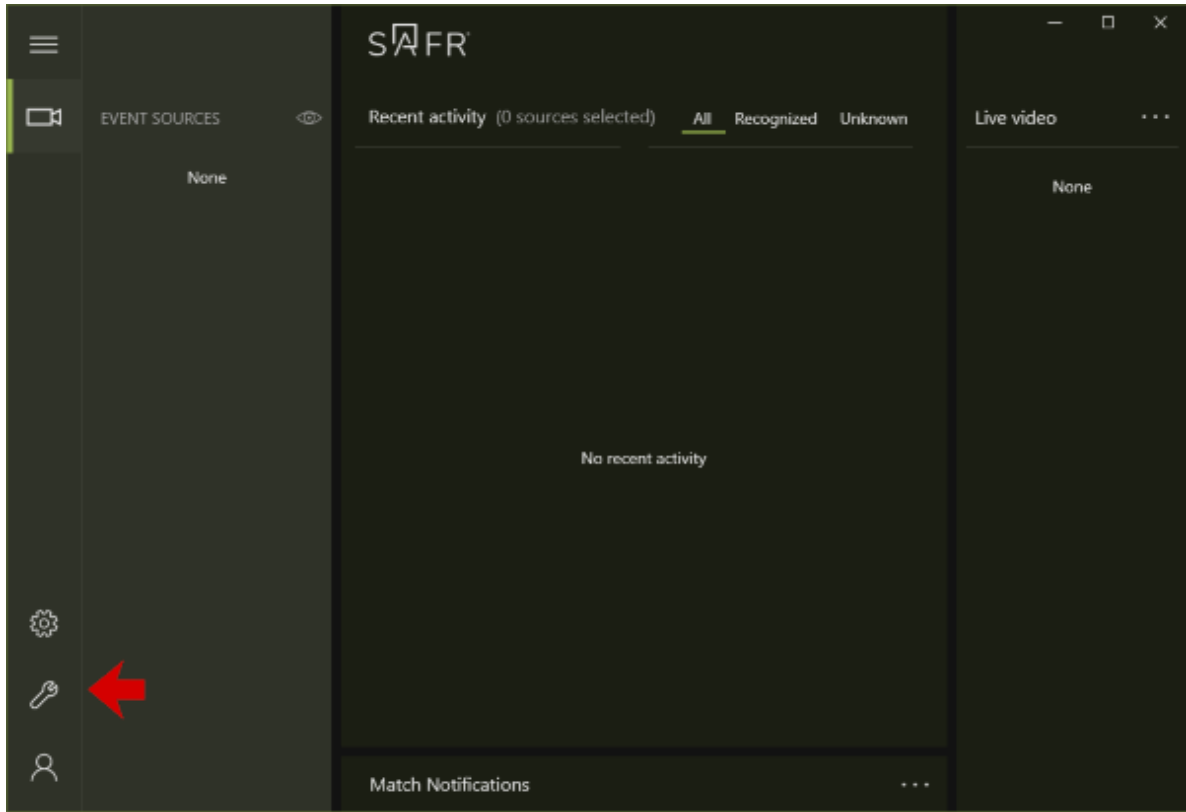 SAFR
EVENT SOURCES
None
Recent activity (0 sources selected)
All Recognized Unknown
No recent activity
Match Notifications
Live video
None